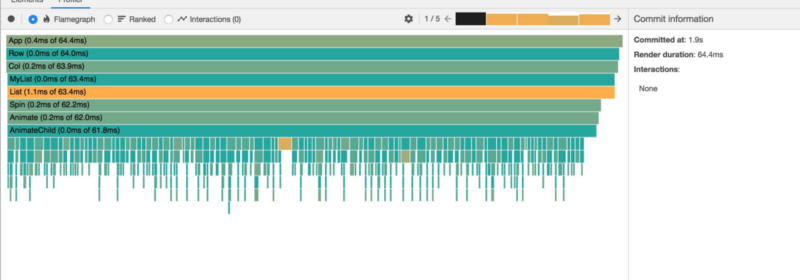 Elements Profiler
Flamegraph Ranked Interactions (0) 1 / 5 Commit information
App (0.4ms of 64.4ms)
Row (0.0ms of 64.0ms)
Col (0.2ms of 63.9ms)
MyList (0.0ms of 63.4ms)
List (1.1ms of 63.4ms)
Spin (0.2ms of 62.2ms)
Animate (0.2ms of 62.0ms)
AnimateChild (0.0ms of 61.8ms)
Committed at: 1.9s
Render duration: 64.4ms
Interactions:
None